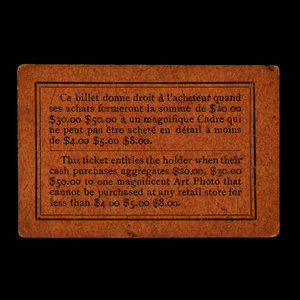 Ce billet donne droit à l'acheteur quand
ses achats formeront la somme de $20.00
$30.00 $50.00 à un magnifique Cadre qui
ne peut pas être acheté en détail à moins
de $4.00 $5.00 $8.00.
This ticket entitles the holder when their
cash purchases aggregates $20.00, $30.00
$50.00 to one magnificent Art Photo that
cannot be purchased at any retail store for
less than $4.00 $5.00 $8.00.